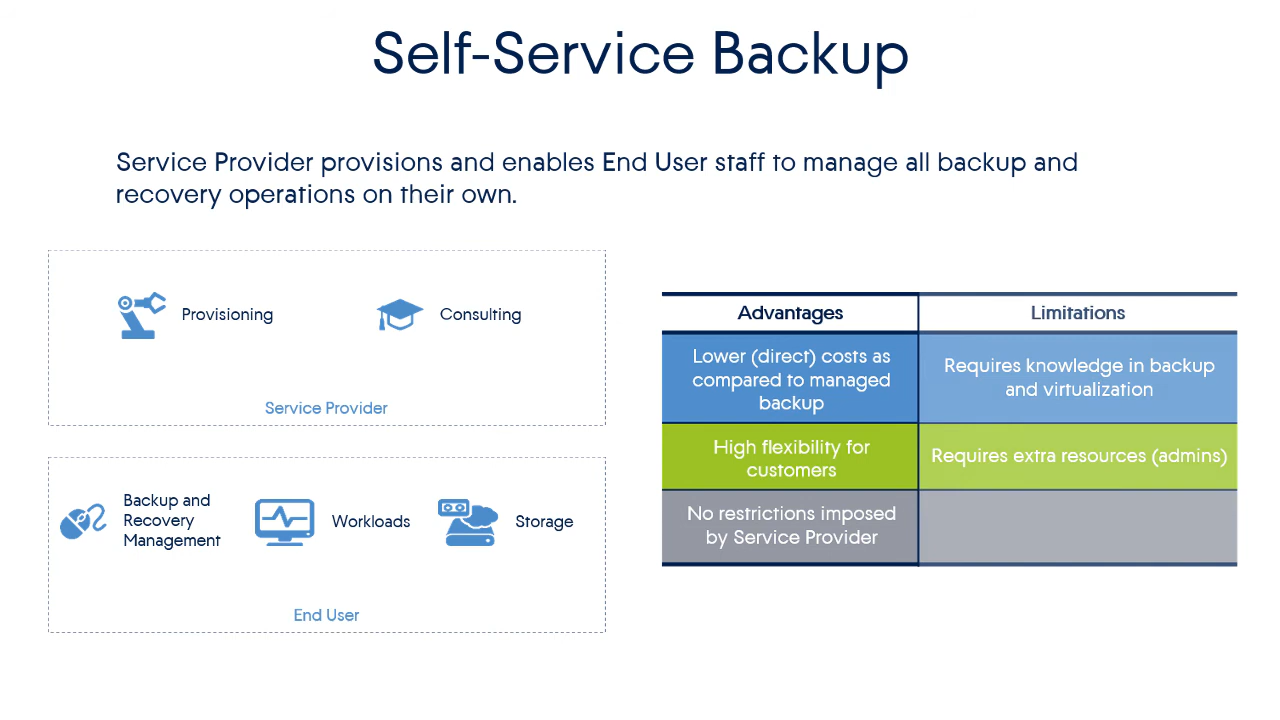 Self-Service Backup
Service Provider provisions and enables End User staff to manage all backup and
recovery operations on their own.
Provisioning
Consulting
Service Provider
Backup and
Recovery
Management
Workloads
Storage
End User
Advantages
Limitations
Lower (direct) costs as
compared to managed
backup
Requires knowledge in backup
and virtualization
High flexibility for
customers
Requires extra resources (admins)
No restrictions imposed
by Service Provider